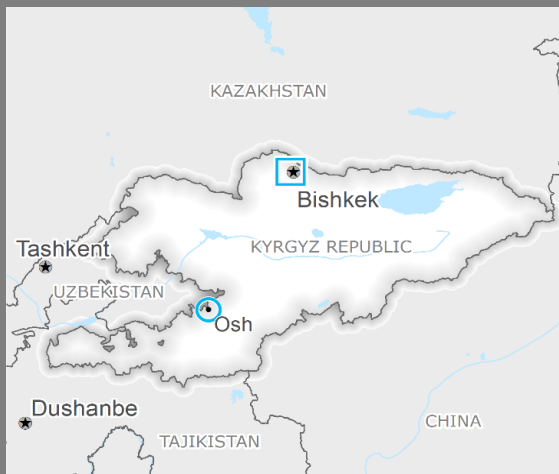 KAZAKHSTAN
Bishkek
KYRGYZ REPUBLIC
Tashkent
UZBEKISTAN
Osh
Dushanbe
CHINA
TAJIKISTAN